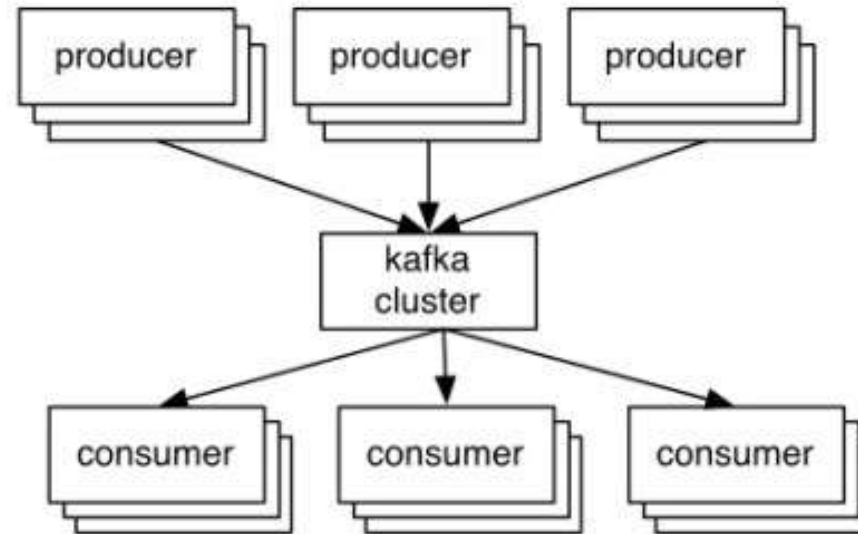 producer
producer
producer
kafka
cluster
consumer
consumer
consumer